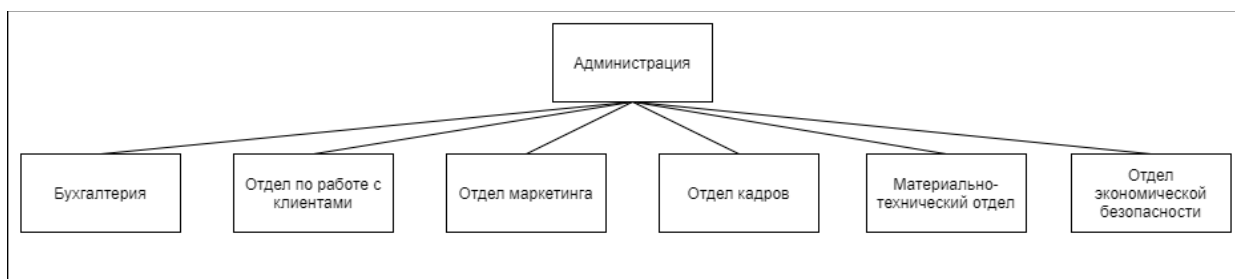 Администрация
Бухгалтерия
Отдел по работе с
клиентами
Отдел маркетинга
Отдел кадров
Материально-
технический отдел
Отдел
экономической
безопасности